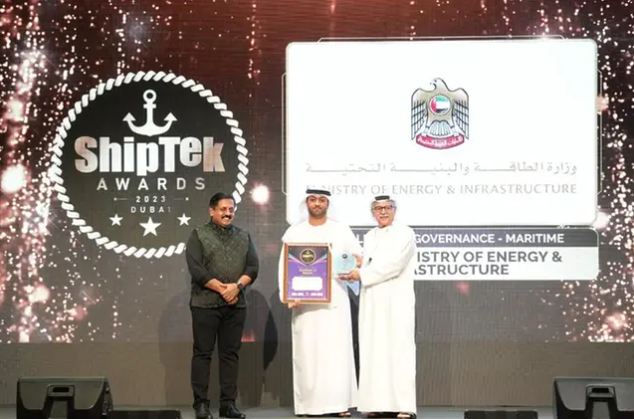 ShipTek
AWARDS
2023
DUBAI
وزارة الطاقة والبنية التحتية
MINISTRY OF ENERGY & INFRASTRUCTURE
GOVERNANCE - MARITIME
MINISTRY OF ENERGY &
INFRASTRUCTURE